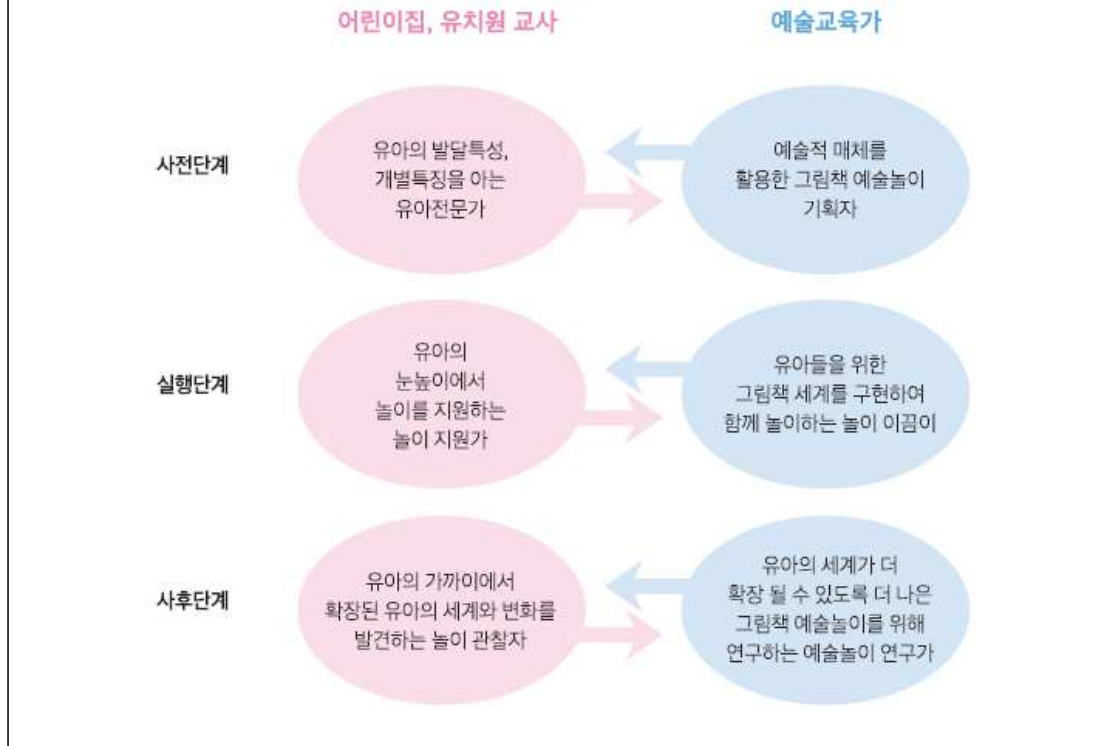 어린이집, 유치원 교사
예술교육가
사전단계
유아의 발달특성,
개별특징을 아는
유아전문가
예술적 매체를
활용한 그림책 예술놀이
기획자
실행단계
유아의
눈높이에서
놀이를 지원하는
놀이 지원가
유아들을 위한
그림책 세계를 구현하여
함께 놀이하는 놀이 이끔이
사후단계
유아의 가까이에서
확장된 유아의 세계와 변화를
발견하는 놀이 관찰자
유아의 세계가 더
확장 될 수 있도록 더 나은
그림책 예술놀이를 위해
연구하는 예술놀이 연구가